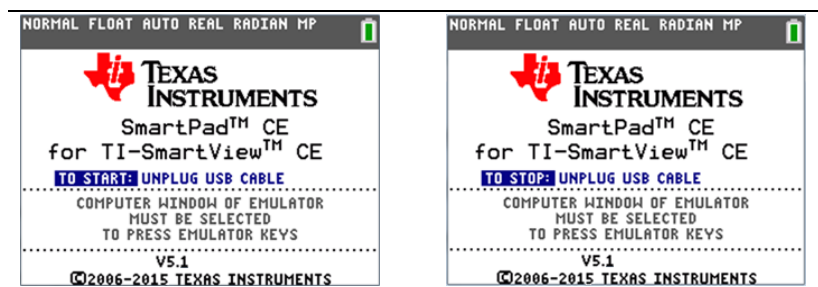 NORMAL FLOAT AUTO REAL RADIAN MP
TEXAS
INSTRUMENTS
SmartPad™ CE
for TI-SmartView™ CE
TO START: UNPLUG USB CABLE
COMPUTER WINDOW OF EMULATOR
MUST BE SELECTED
TO PRESS EMULATOR KEYS
V5.1
©2006-2015 TEXAS INSTRUMENTS
NORMAL FLOAT AUTO REAL RADIAN MP
TEXAS
INSTRUMENTS
SmartPad™ CE
for TI-SmartView™ CE
TO STOP: UNPLUG USB CABLE
COMPUTER WINDOW OF EMULATOR
MUST BE SELECTED
TO PRESS EMULATOR KEYS
V5.1
©2006-2015 TEXAS INSTRUMENTS